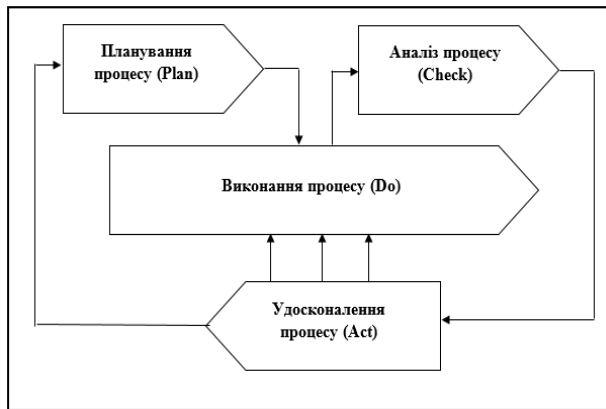 Планування
процесу (Plan)
Аналіз процесу
(Check)
Виконання процесу (Do)
Удосконалення
процесу (Act)